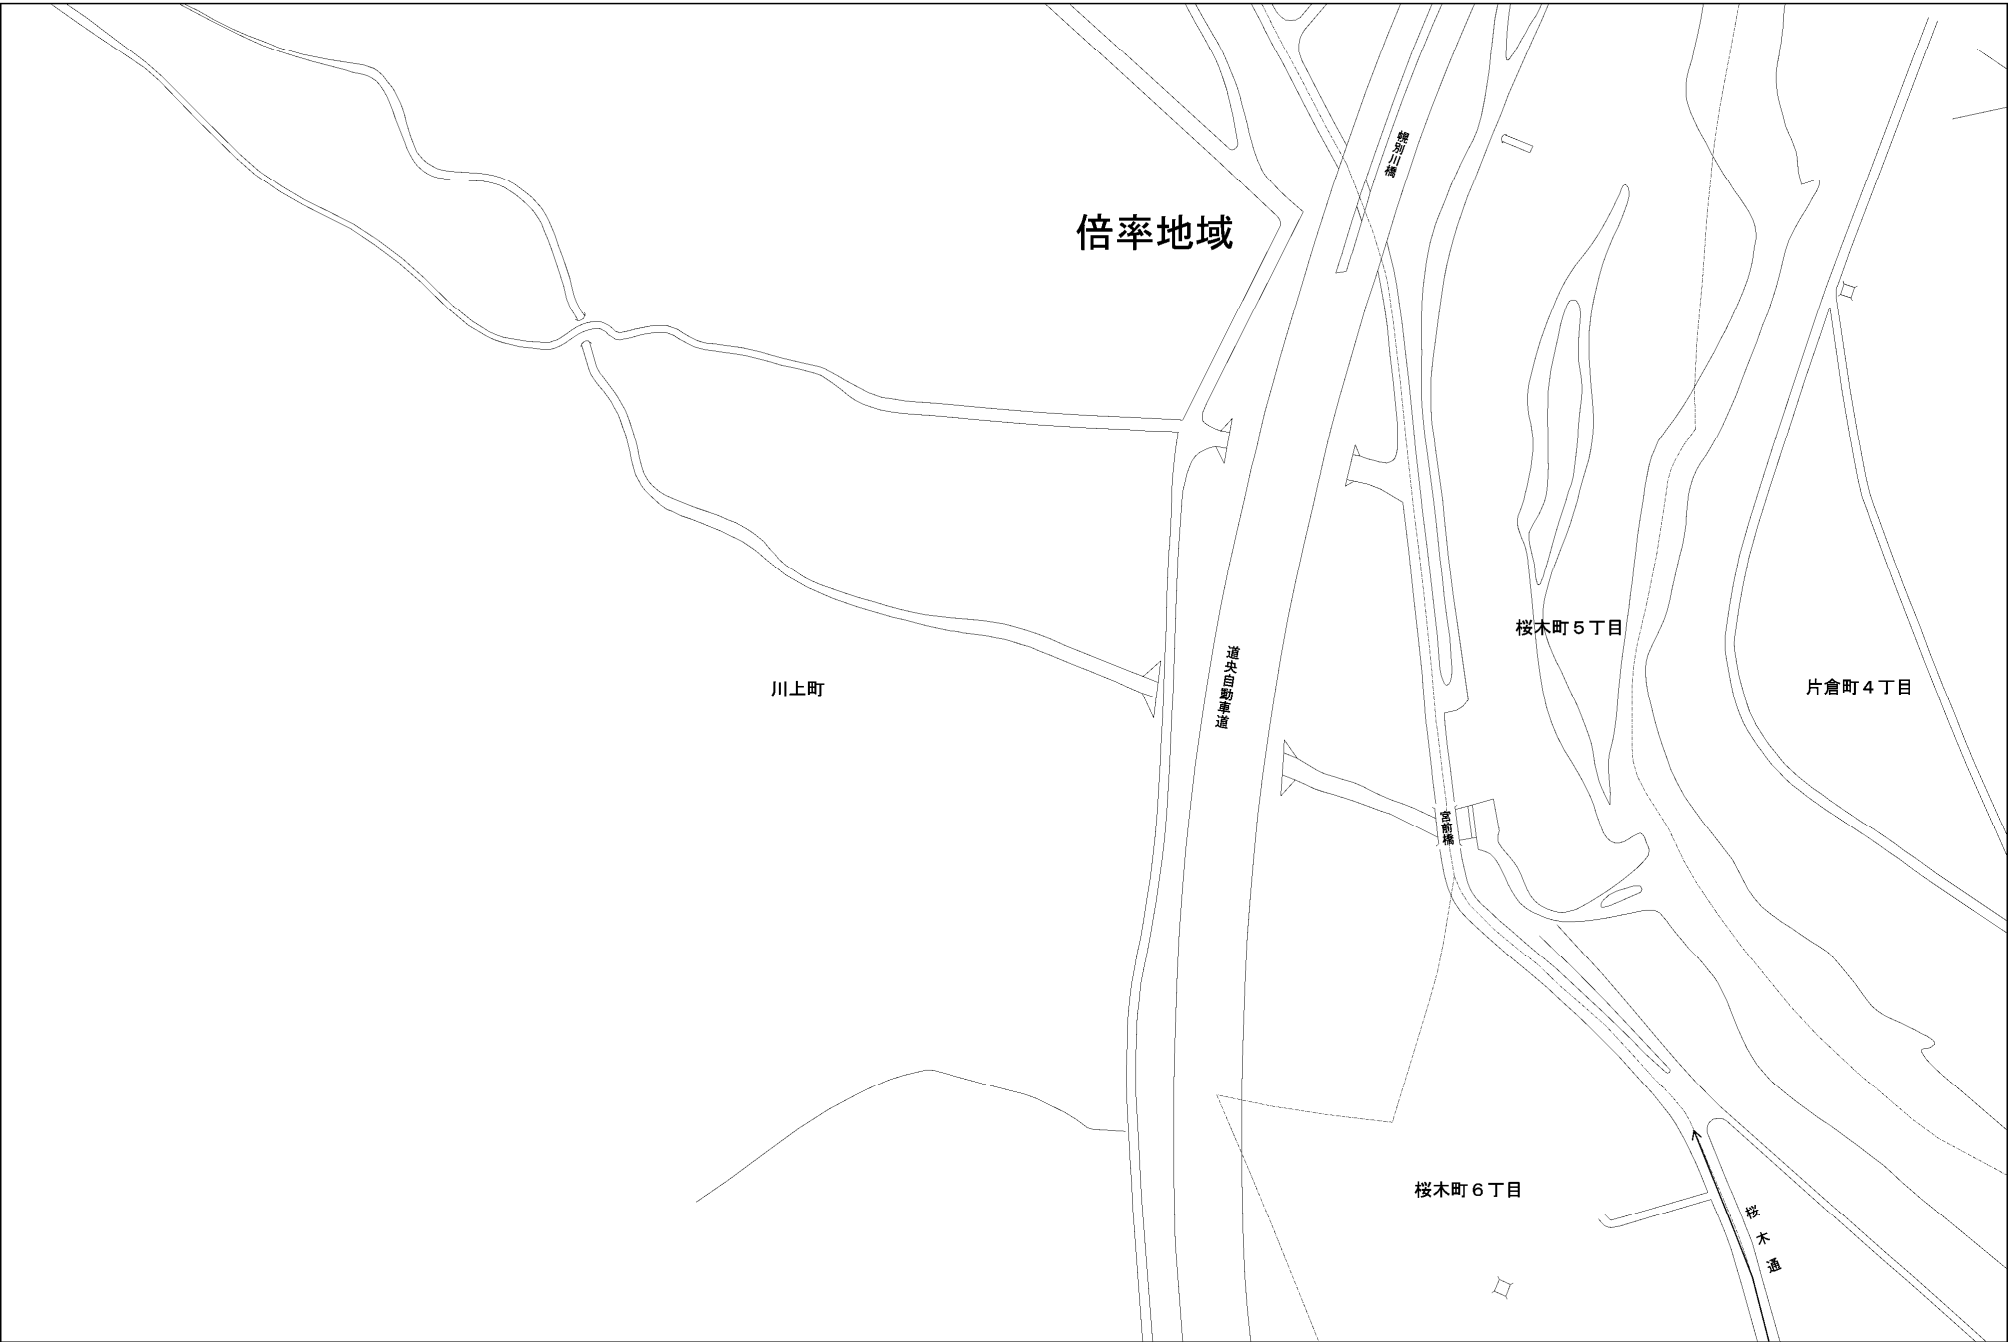 幌別川橋
倍率地域
桜木町５丁目
道央自動車道
川上町
片倉町４丁目
宮前橋
桜木町６丁目
桜木通